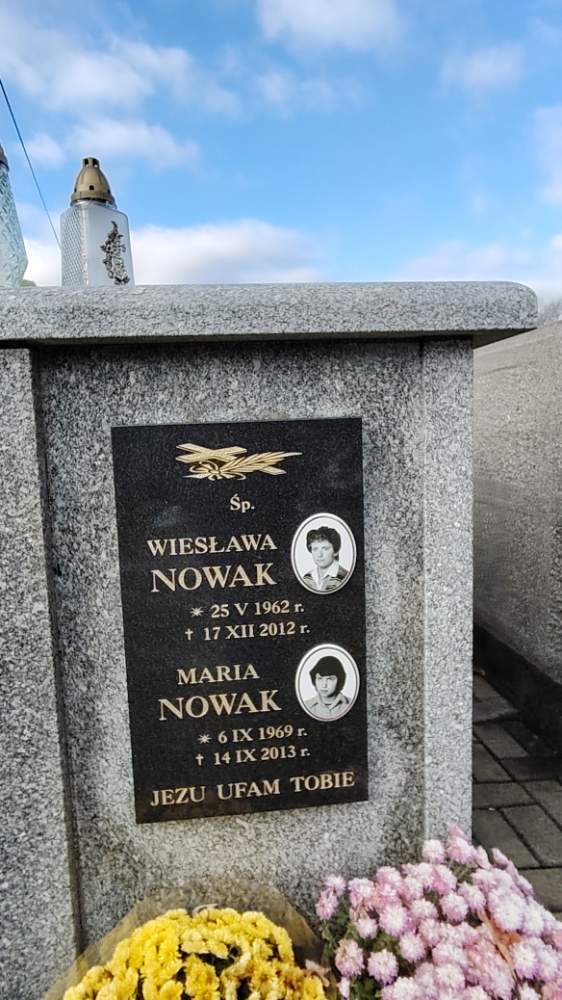 Śp.
WIESŁAWA
NOWAK
✶ 25 V 1962 r.
† 17 XII 2012 r.
MARIA
NOWAK
✶ 6 IX 1969 r.
† 14 IX 2013 r.
JEZU UFAM TOBIE